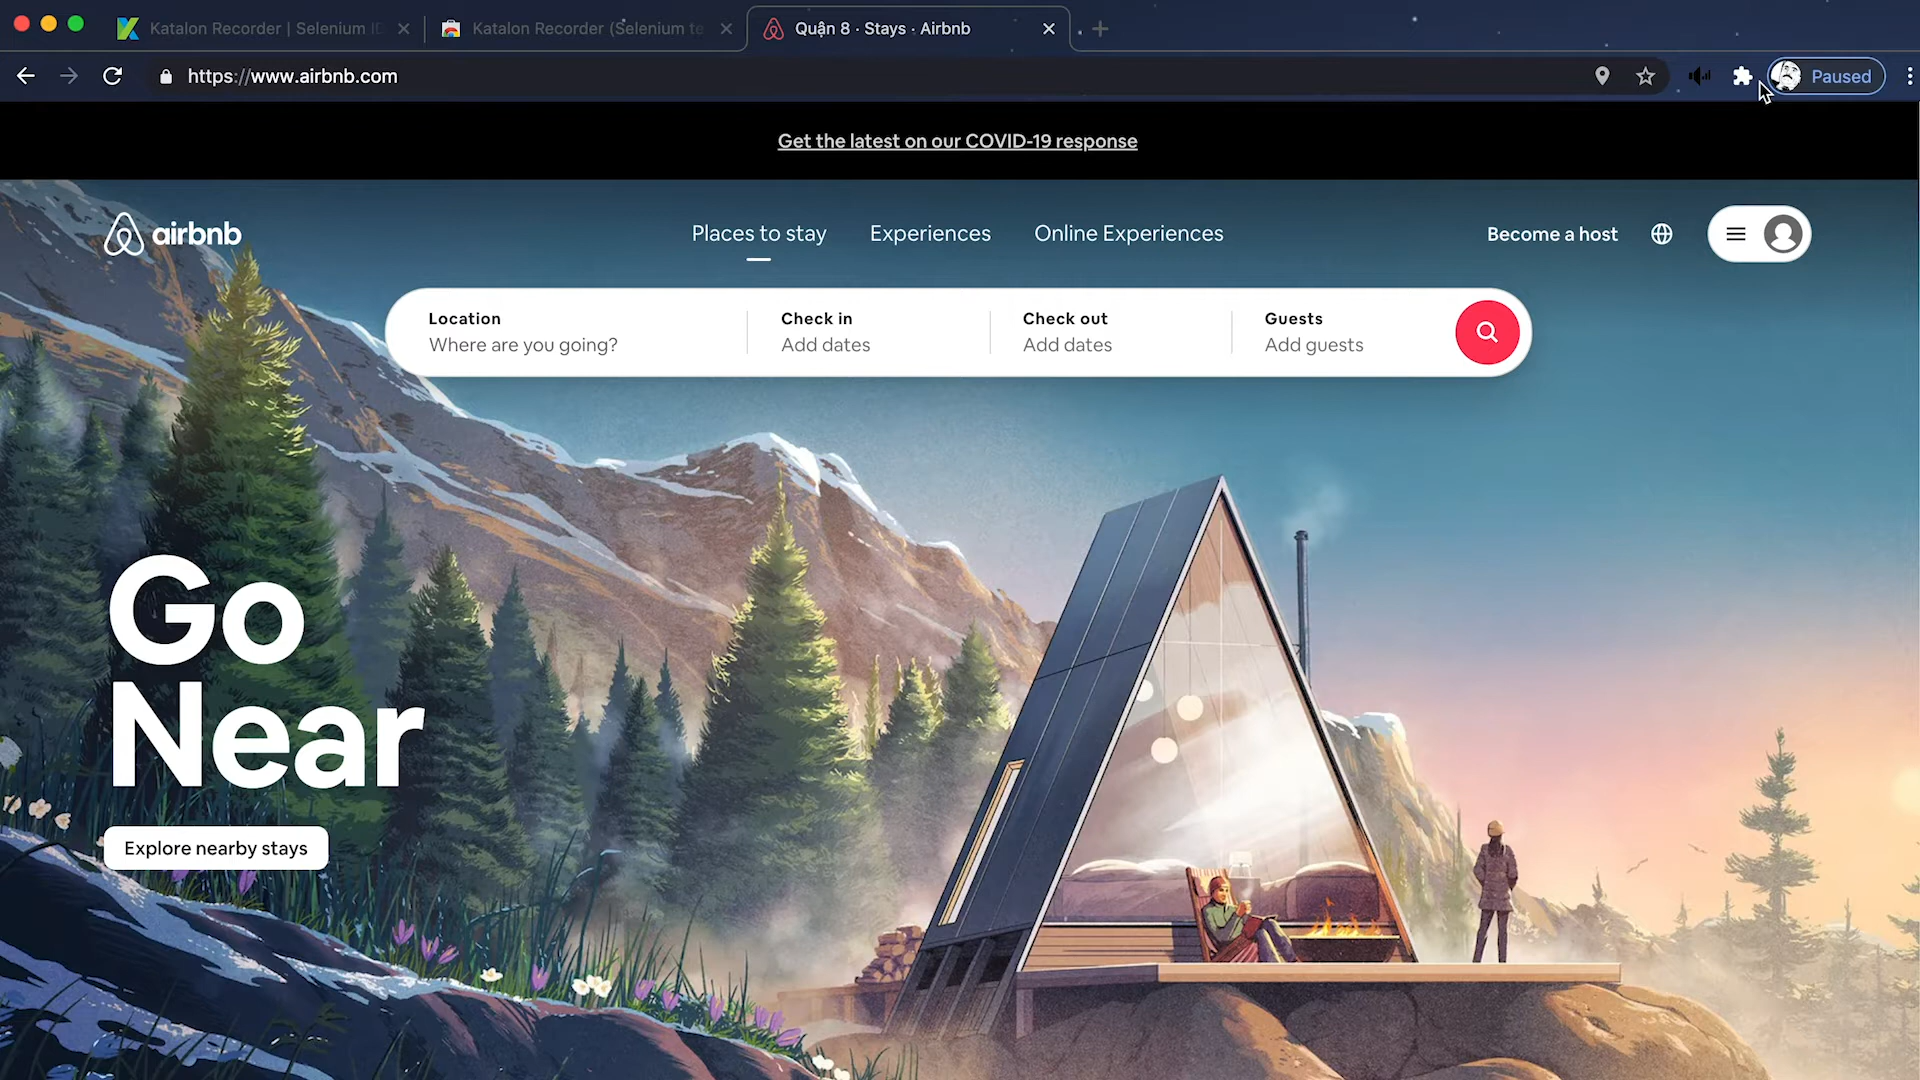 Katalon Recorder | Selenium ID
Katalon Recorder (Selenium te
Quận 8 · Stays · Airbnb
https://www.airbnb.com
Paused
Get the latest on our COVID-19 response
airbnb
Places to stay
Experiences
Online Experiences
Become a host
Location
Where are you going?
Check in
Add dates
Check out
Add dates
Guests
Add guests
Go
Near
Explore nearby stays